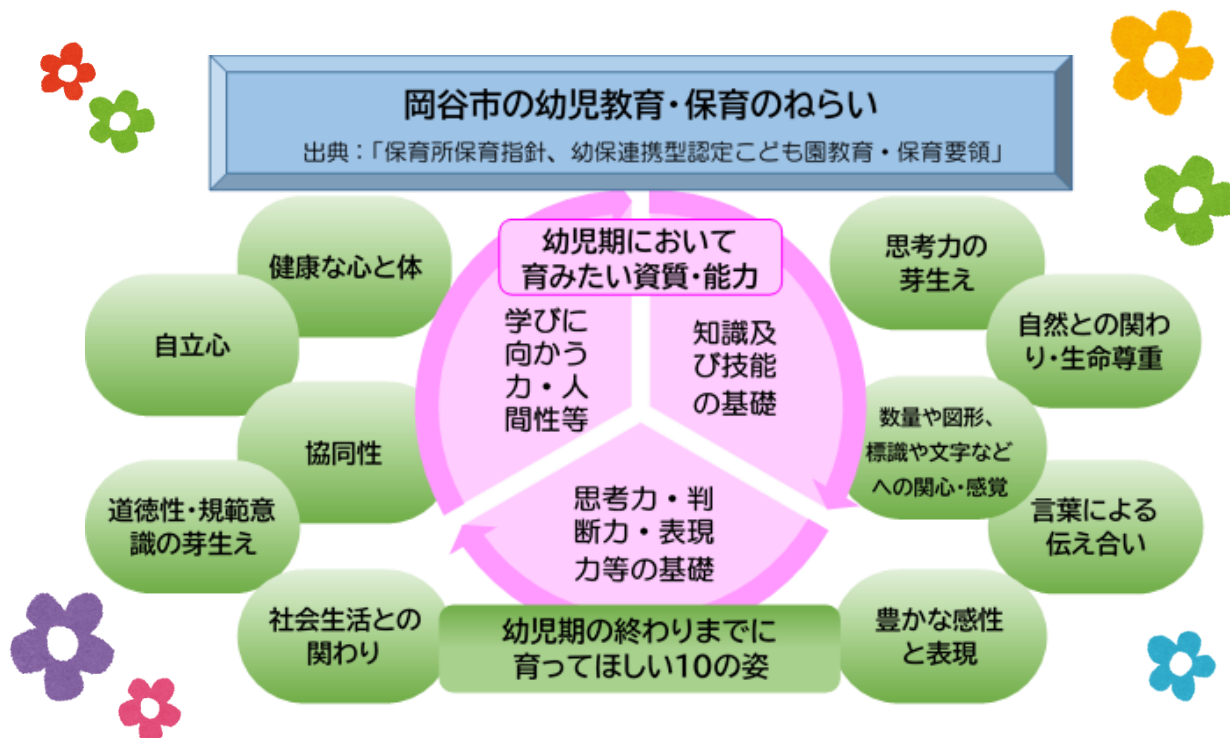 岡谷市の幼児教育・保育のねらい
出典：「保育所保育指針、幼保連携型認定こども園教育・保育要領」
幼児期において
育みたい資質・能力
学びに
向かう
力・人
間性等
知識及
び技能
の基礎
思考力・判
断力・表現
力等の基礎
健康な心と体
自立心
協同性
道徳性・規範意
識の芽生え
社会生活との
関わり
思考力の
芽生え
自然との関わ
り・生命尊重
数量や図形、
標識や文字など
への関心・感覚
言葉による
伝え合い
豊かな感性
と表現
幼児期の終わりまでに
育ってほしい10の姿